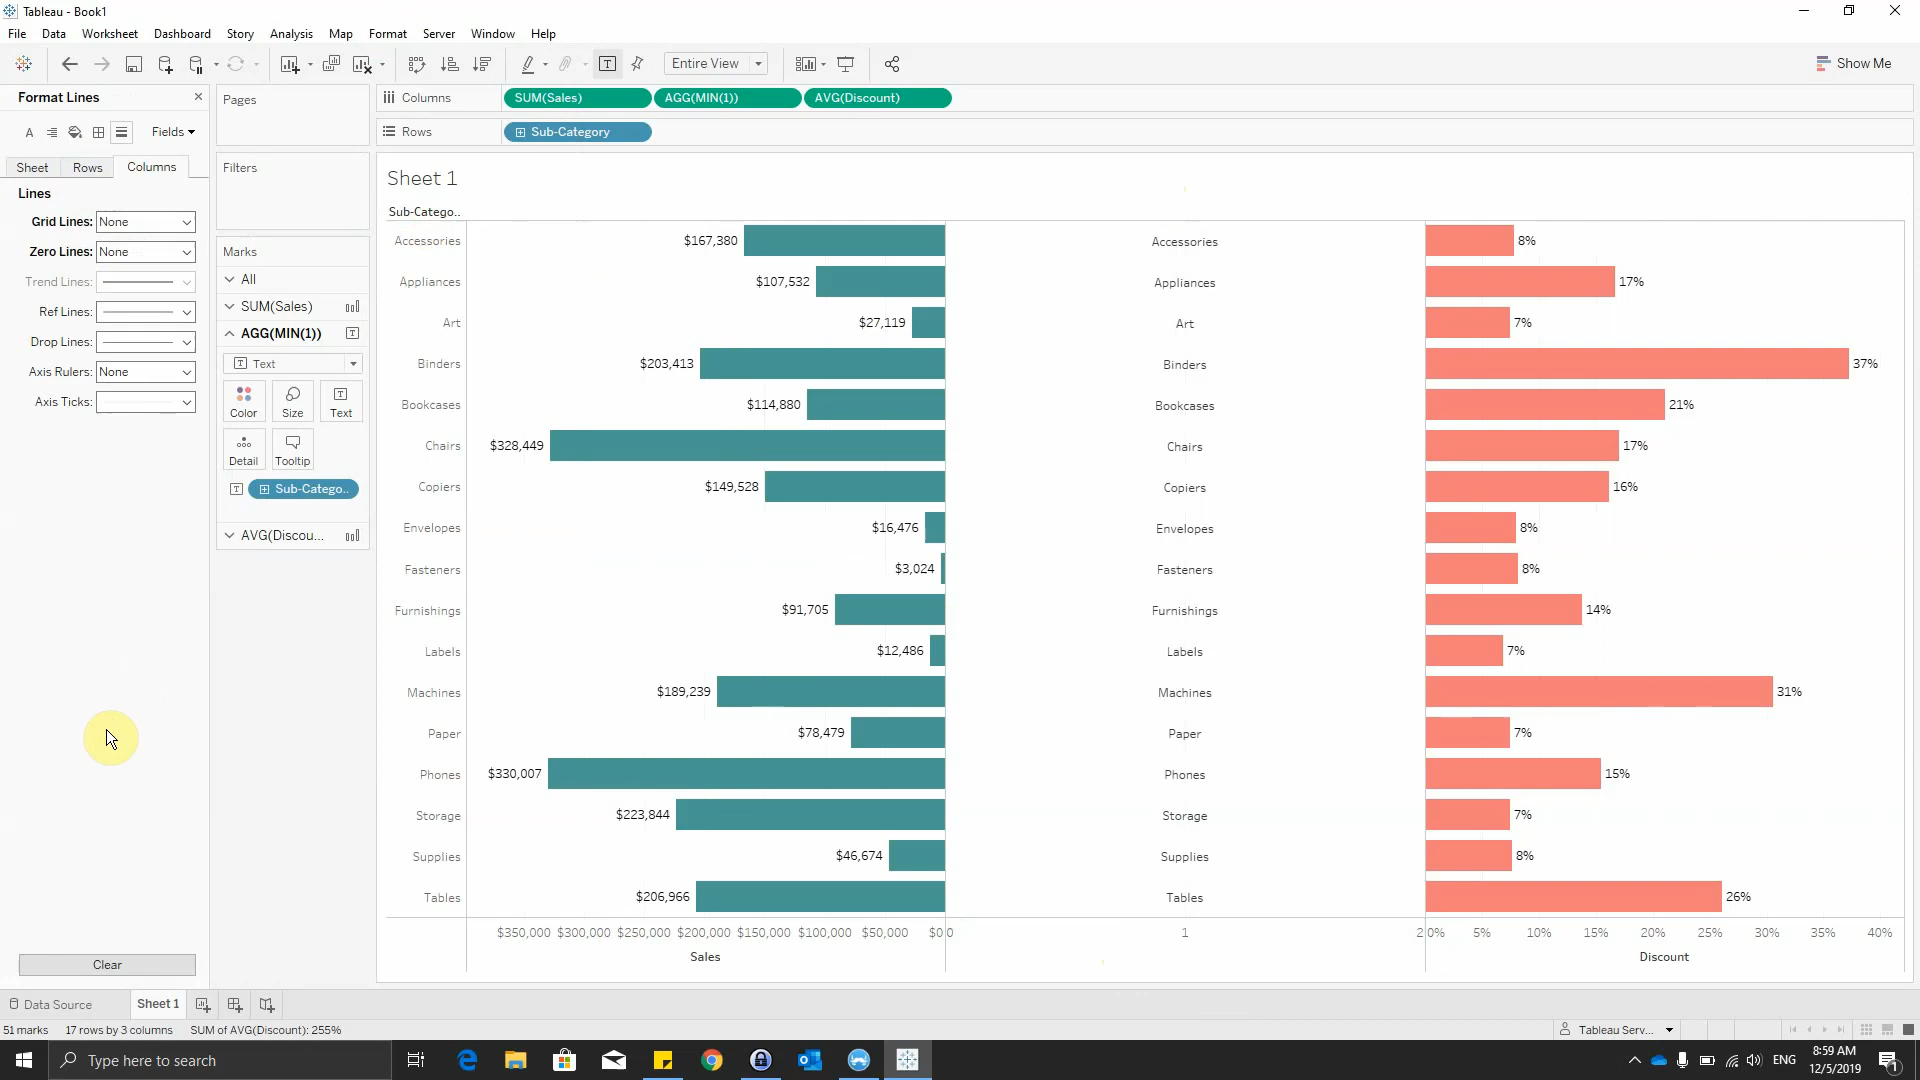 Tableau - Book1
File Data Worksheet Dashboard Story Analysis Map Format Server Window Help
Entire View
Show Me
Format Lines
A
Fields
Sheet Rows Columns
Lines
Grid Lines: None
Zero Lines: None
Trend Lines:
Ref Lines:
Drop Lines:
Axis Rulers: None
Axis Ticks:
Clear
Pages
Filters
Marks
All
SUM(Sales)
AGG(MIN(1))
T Text
Color Size Text
Detail Tooltip
T Sub-Catego..
AVG(Discou...
Columns SUM(Sales) AGG(MIN(1)) AVG(Discount)
Rows Sub-Category
Sheet 1
Sub-Catego..
Accessories $167,380 Accessories 8%
Appliances $107,532 Appliances 17%
Art $27,119 Art 7%
Binders $203,413 Binders 37%
Bookcases $114,880 Bookcases 21%
Chairs $328,449 Chairs 17%
Copiers $149,528 Copiers 16%
Envelopes $16,476 Envelopes 8%
Fasteners $3,024 Fasteners 8%
Furnishings $91,705 Furnishings 14%
Labels $12,486 Labels 7%
Machines $189,239 Machines 31%
Paper $78,479 Paper 7%
Phones $330,007 Phones 15%
Storage $223,844 Storage 7%
Supplies $46,674 Supplies 8%
Tables $206,966 Tables 26%
$350,000 $300,000 $250,000 $200,000 $150,000 $100,000 $50,000 $0 0 1 2 0% 5% 10% 15% 20% 25% 30% 35% 40%
Sales Discount
Data Source Sheet 1
51 marks 17 rows by 3 columns SUM of AVG(Discount): 255%
Tableau Serv...
Type here to search
ENG
8:59 AM
12/5/2019
1